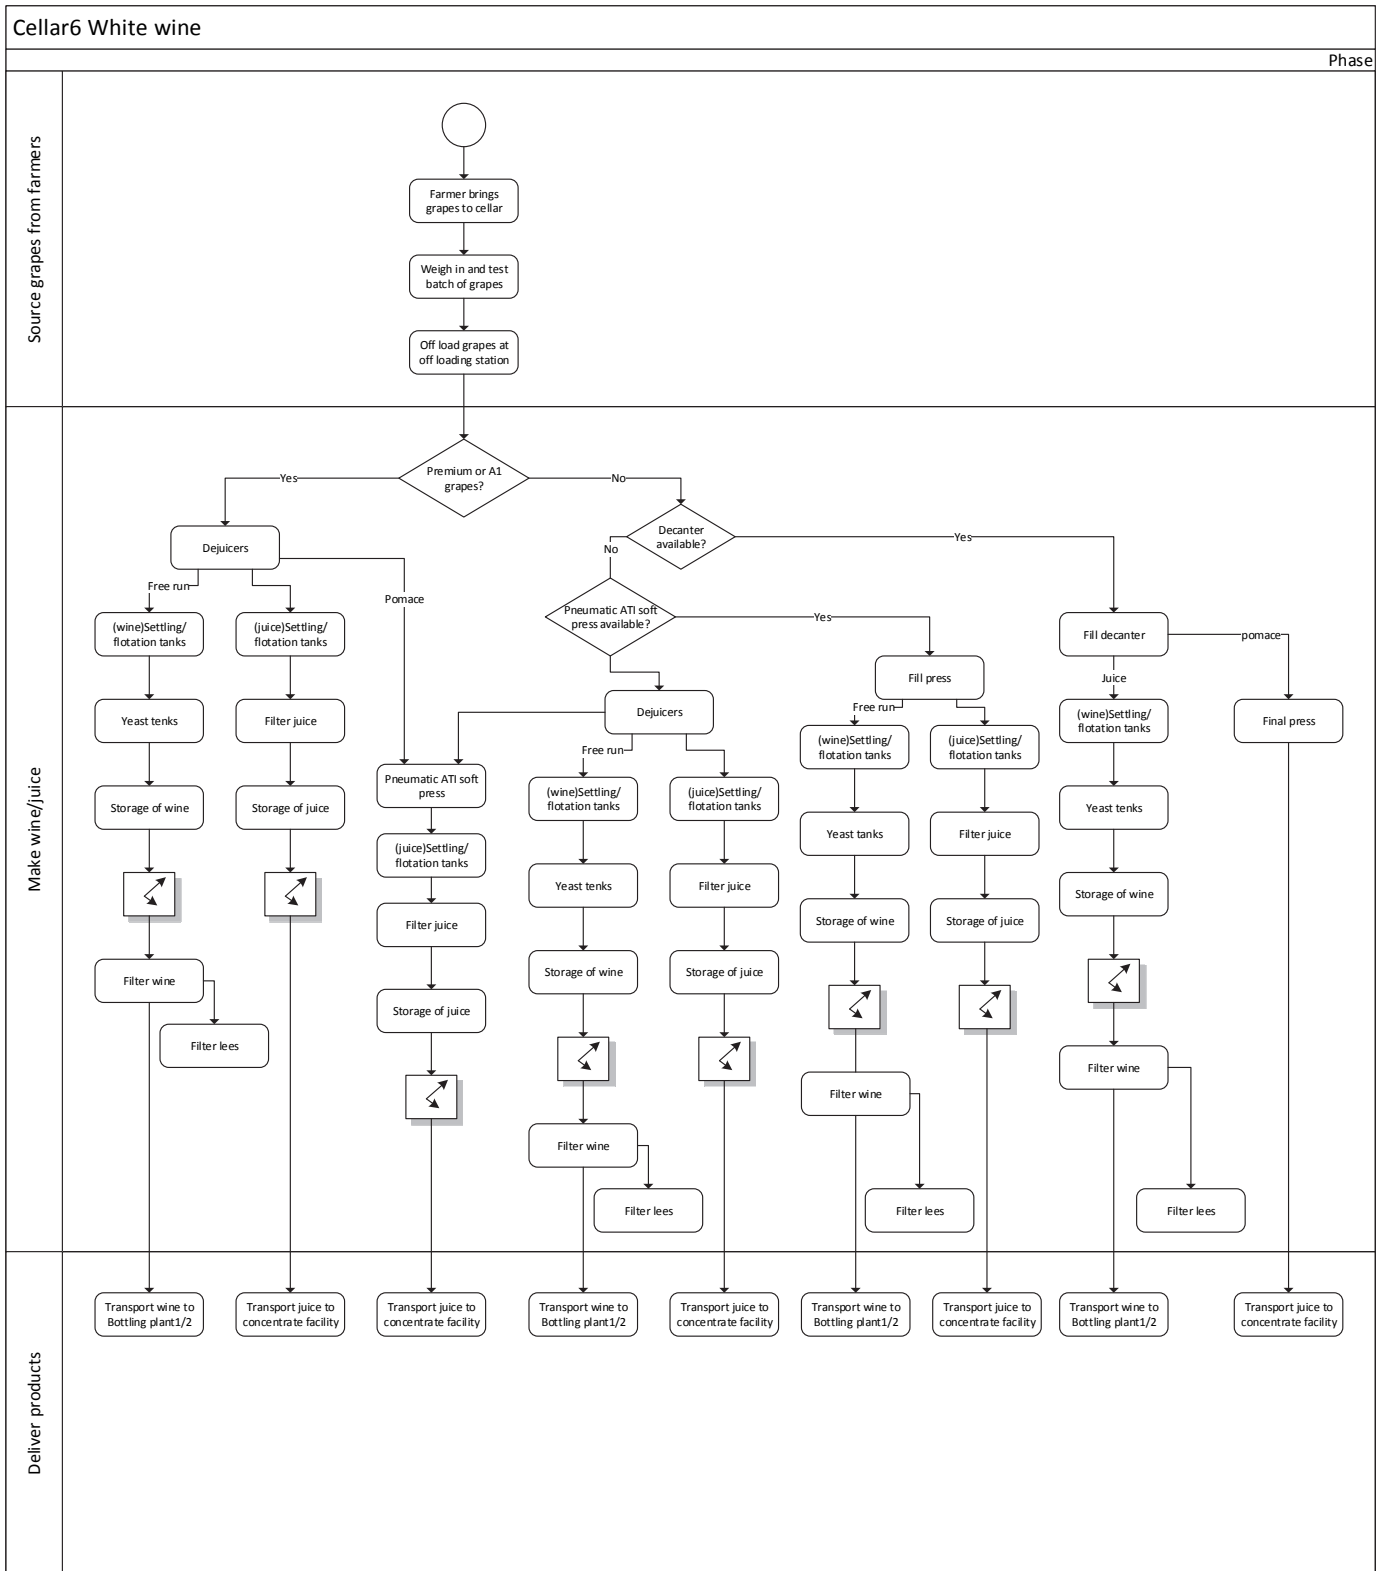 Cellar6 White wine
Phase
Source grapes from farmers
Farmer brings
grapes to cellar
Weigh in and test
batch of grapes
Off load grapes at
off loading station
Make wine/juice
Premium or A1
grapes?
Yes
No
Decanter
available?
Yes
No
Dejuicers
Free run
Pomace
(wine)Settling/
flotation tanks
(juice)Settling/
flotation tanks
Pneumatic ATI soft
press available?
Yes
Fill decanter
pomace
Juice
Fill press
Free run
Yeast tenks
Filter juice
Dejuicers
Free run
(wine)Settling/
flotation tanks
Final press
(wine)Settling/
flotation tanks
(juice)Settling/
flotation tanks
Pneumatic ATI soft
press
(wine)Settling/
flotation tanks
(juice)Settling/
flotation tanks
Storage of wine
Storage of juice
Yeast tenks
Yeast tanks
Filter juice
(juice)Settling/
flotation tanks
Yeast tenks
Filter juice
Storage of wine
Filter juice
Storage of wine
Storage of juice
Filter wine
Storage of wine
Storage of juice
Storage of juice
Filter lees
Filter wine
Filter wine
Filter wine
Filter lees
Filter lees
Filter lees
Deliver products
Transport wine to
Bottling plant1/2
Transport juice to
concentrate facility
Transport juice to
concentrate facility
Transport wine to
Bottling plant1/2
Transport juice to
concentrate facility
Transport wine to
Bottling plant1/2
Transport juice to
concentrate facility
Transport wine to
Bottling plant1/2
Transport juice to
concentrate facility